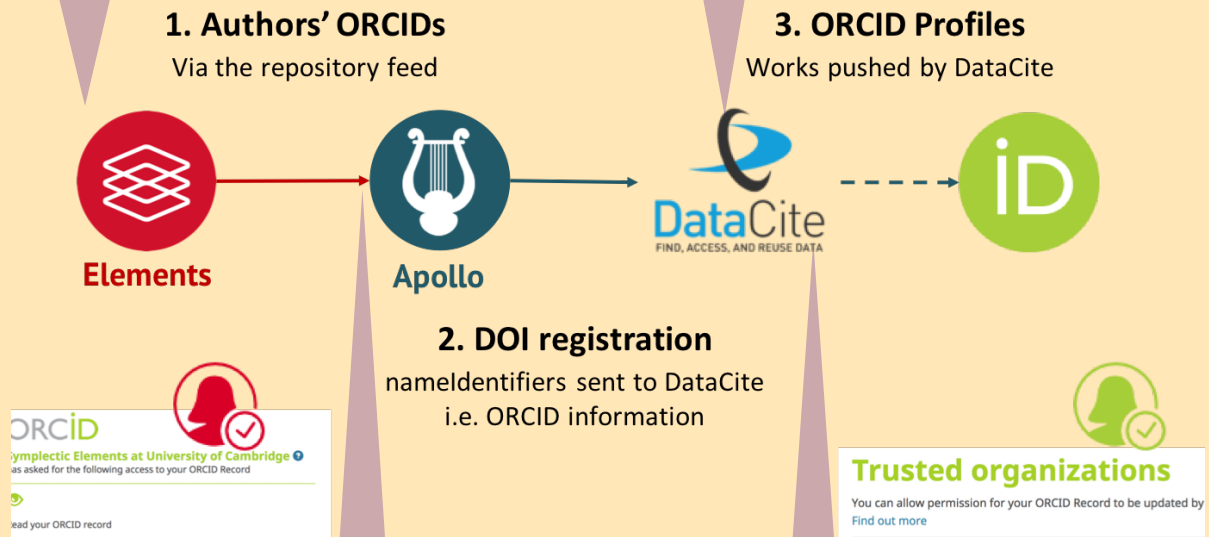 1. Authors’ ORCIDs
Via the repository feed
3. ORCID Profiles
Works pushed by DataCite
iD
DataCite
FIND, ACCESS, AND REUSE DATA
Elements
Apollo
2. DOI registration
nameIdentifiers sent to DataCite
i.e. ORCID information
ORCiD
ymplectic Elements at University of Cambridge ?
as asked for the following access to your ORCID Record
ead your ORCID record
Trusted organizations
You can allow permission for your ORCID Record to be updated by
Find out more